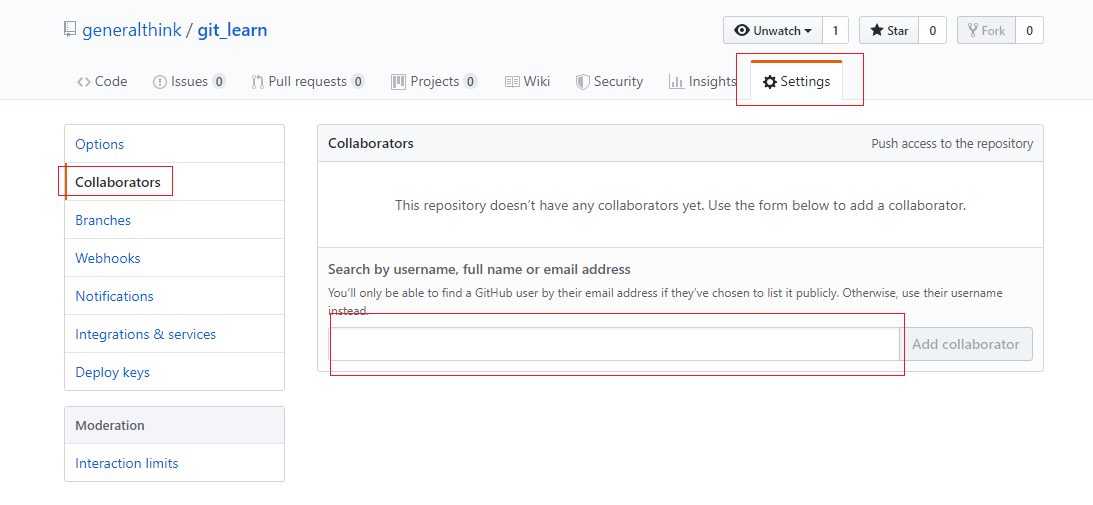 generalthink / git_learn
Unwatch 1 Star 0 Fork 0
Code Issues 0 Pull requests 0 Projects 0 Wiki Security Insights Settings
Options
Collaborators
Branches
Webhooks
Notifications
Integrations & services
Deploy keys
Moderation
Interaction limits
Collaborators Push access to the repository
This repository doesn’t have any collaborators yet. Use the form below to add a collaborator.
Search by username, full name or email address
You’ll only be able to find a GitHub user by their email address if they’ve chosen to list it publicly. Otherwise, use their username
instead.
Add collaborator